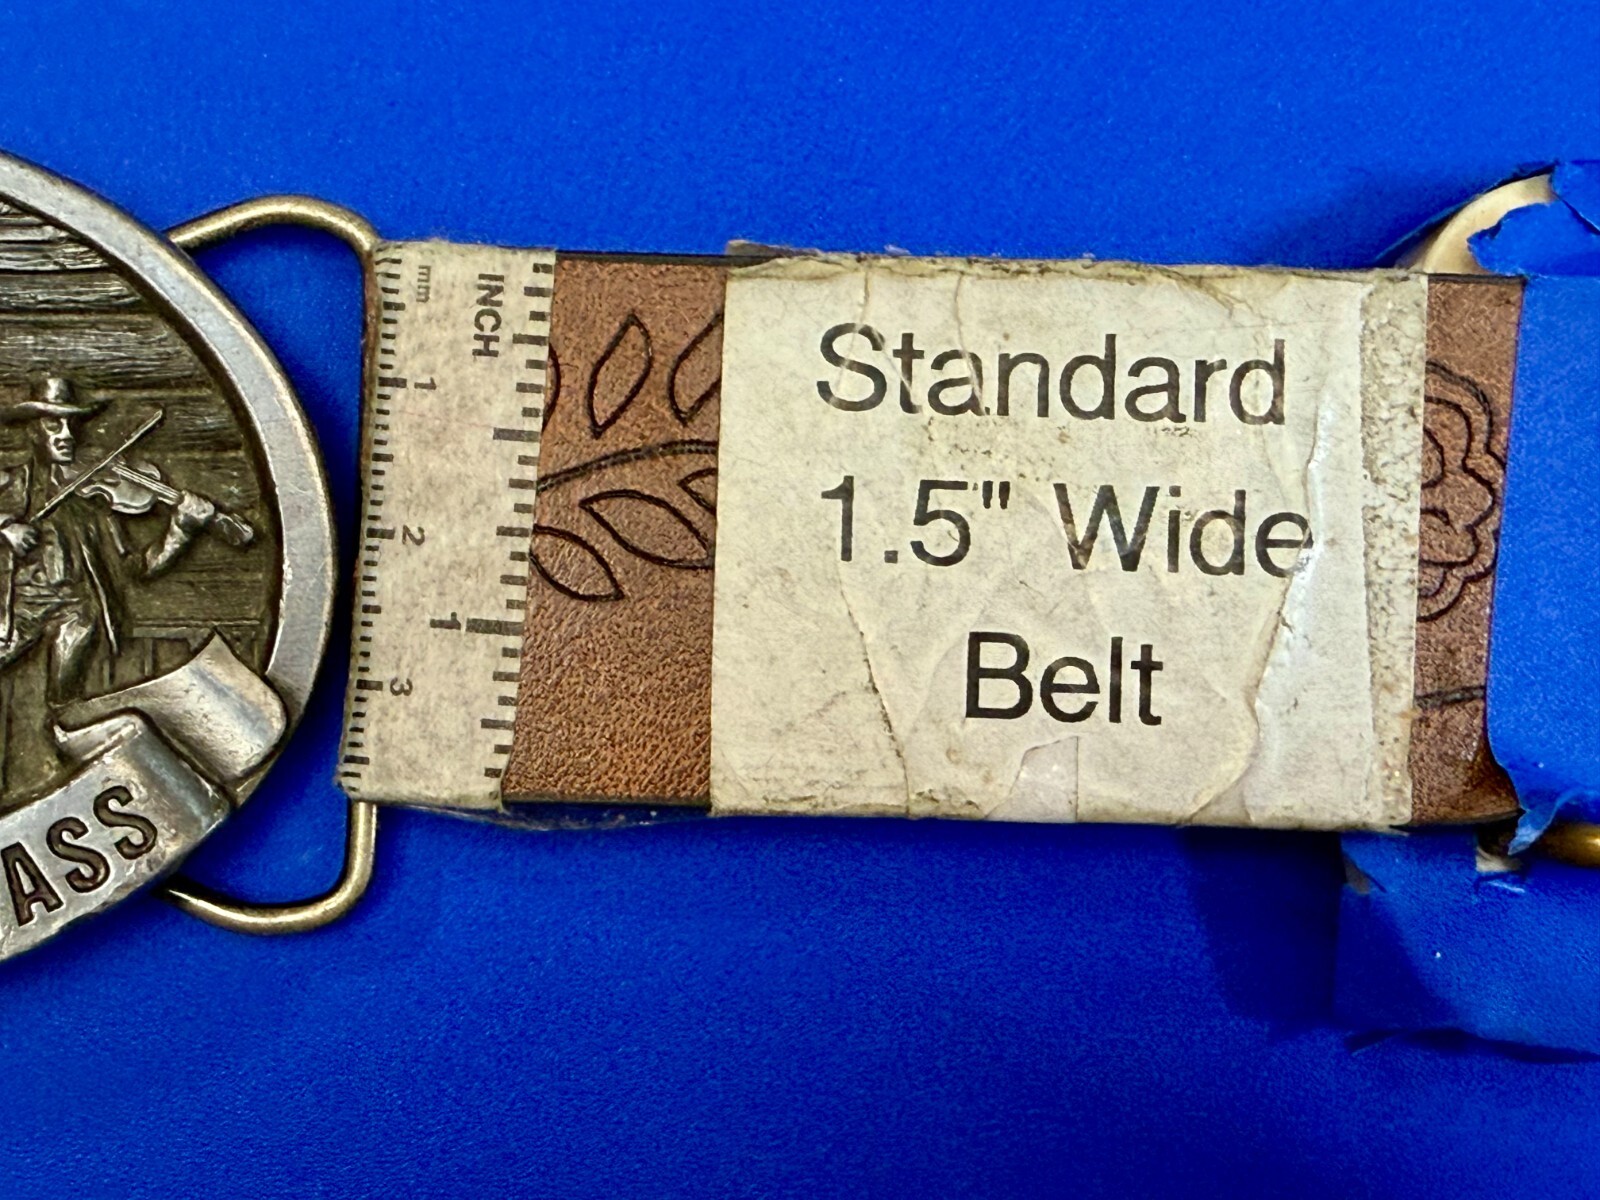 ASS
mm
INCH
1
2
3
1
Standard
1.5" Wide
Belt